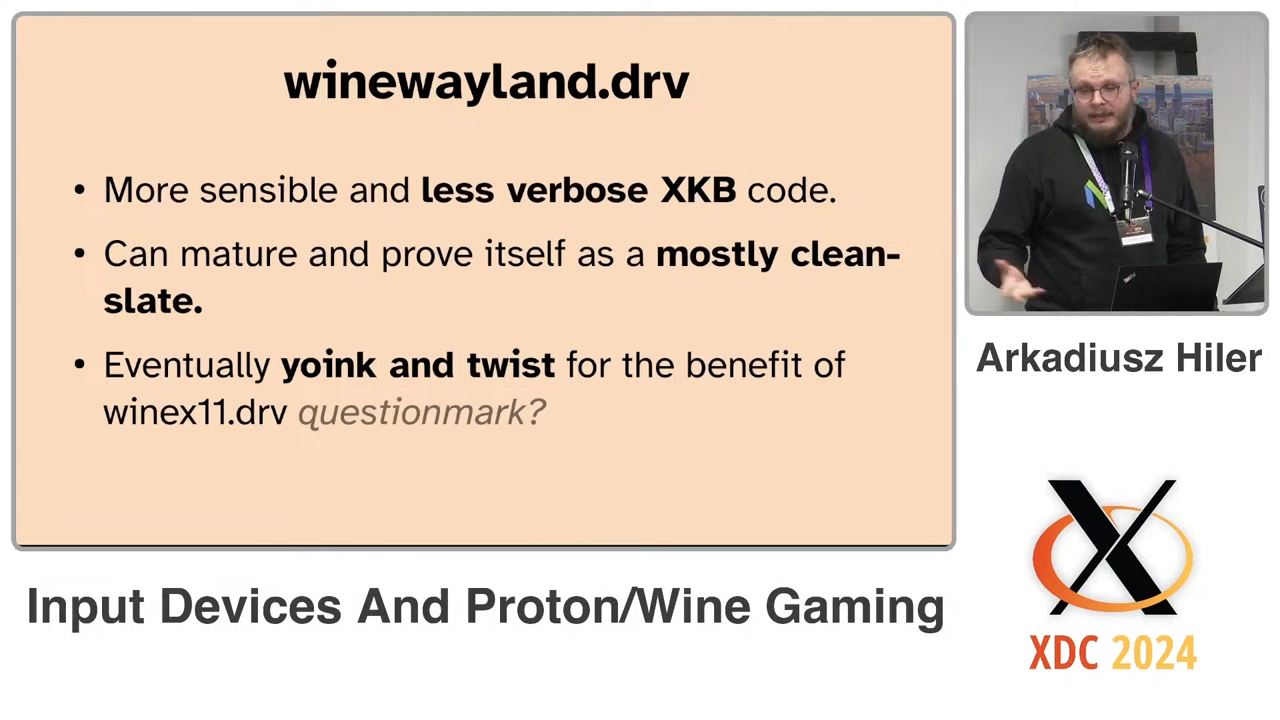 winewayland.drv
• More sensible and less verbose XKB code.
• Can mature and prove itself as a mostly clean-
slate.
• Eventually yoink and twist for the benefit of
winex11.drv questionmark?
Arkadiusz Hiler
Input Devices And Proton/Wine Gaming
XDC 2024